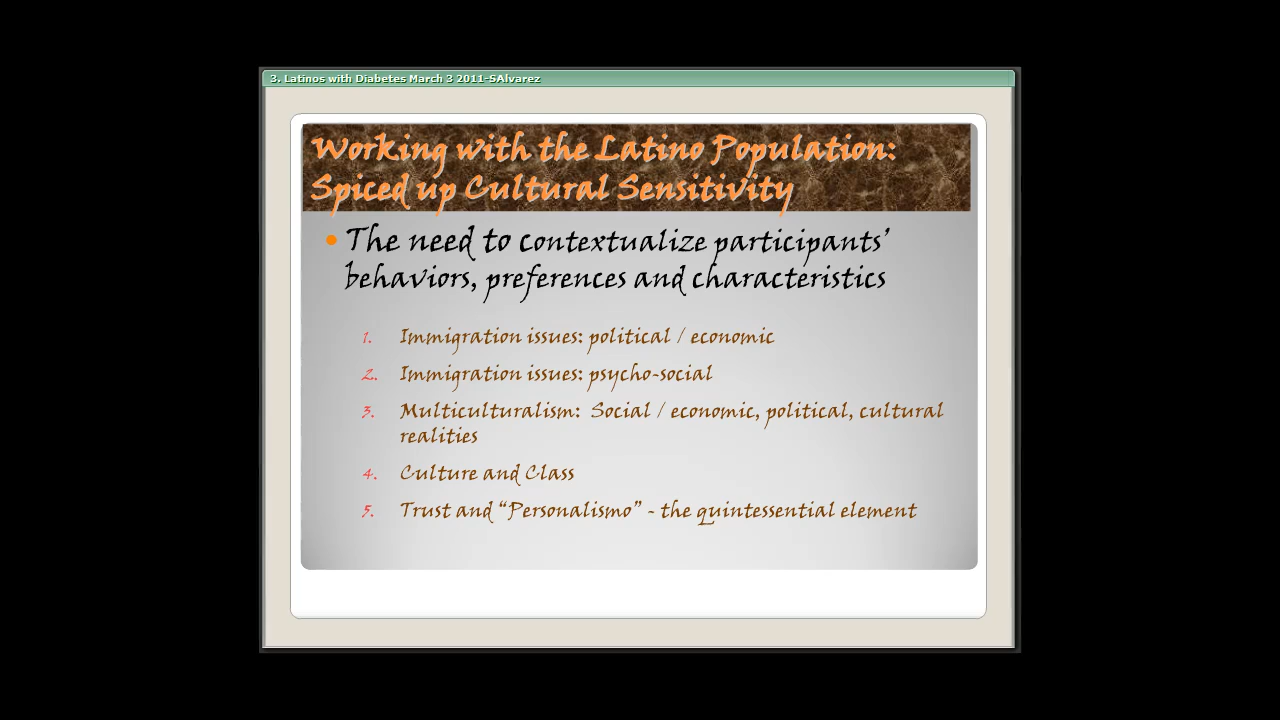 3. Latinos with Diabetes March 3 2011-SAlvarez
Working with the Latino Population:
Spiced up Cultural Sensitivity
• The need to contextualize participants’
behaviors, preferences and characteristics
1. Immigration issues: political / economic
2. Immigration issues: psycho-social
3. Multiculturalism: Social / economic, political, cultural
realities
4. Culture and Class
5. Trust and “Personalismo” - the quintessential element